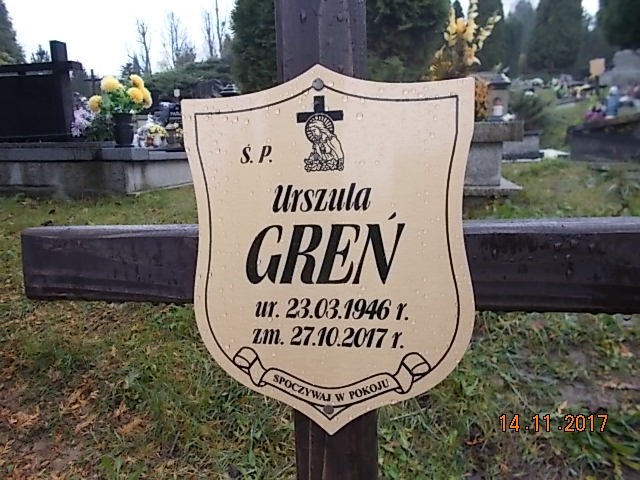 Ś. P.
Urszula
GREŃ
ur. 23.03.1946 r.
zm. 27.10.2017 r.
SPOCZYWAJ W POKOJU
14.11.2017